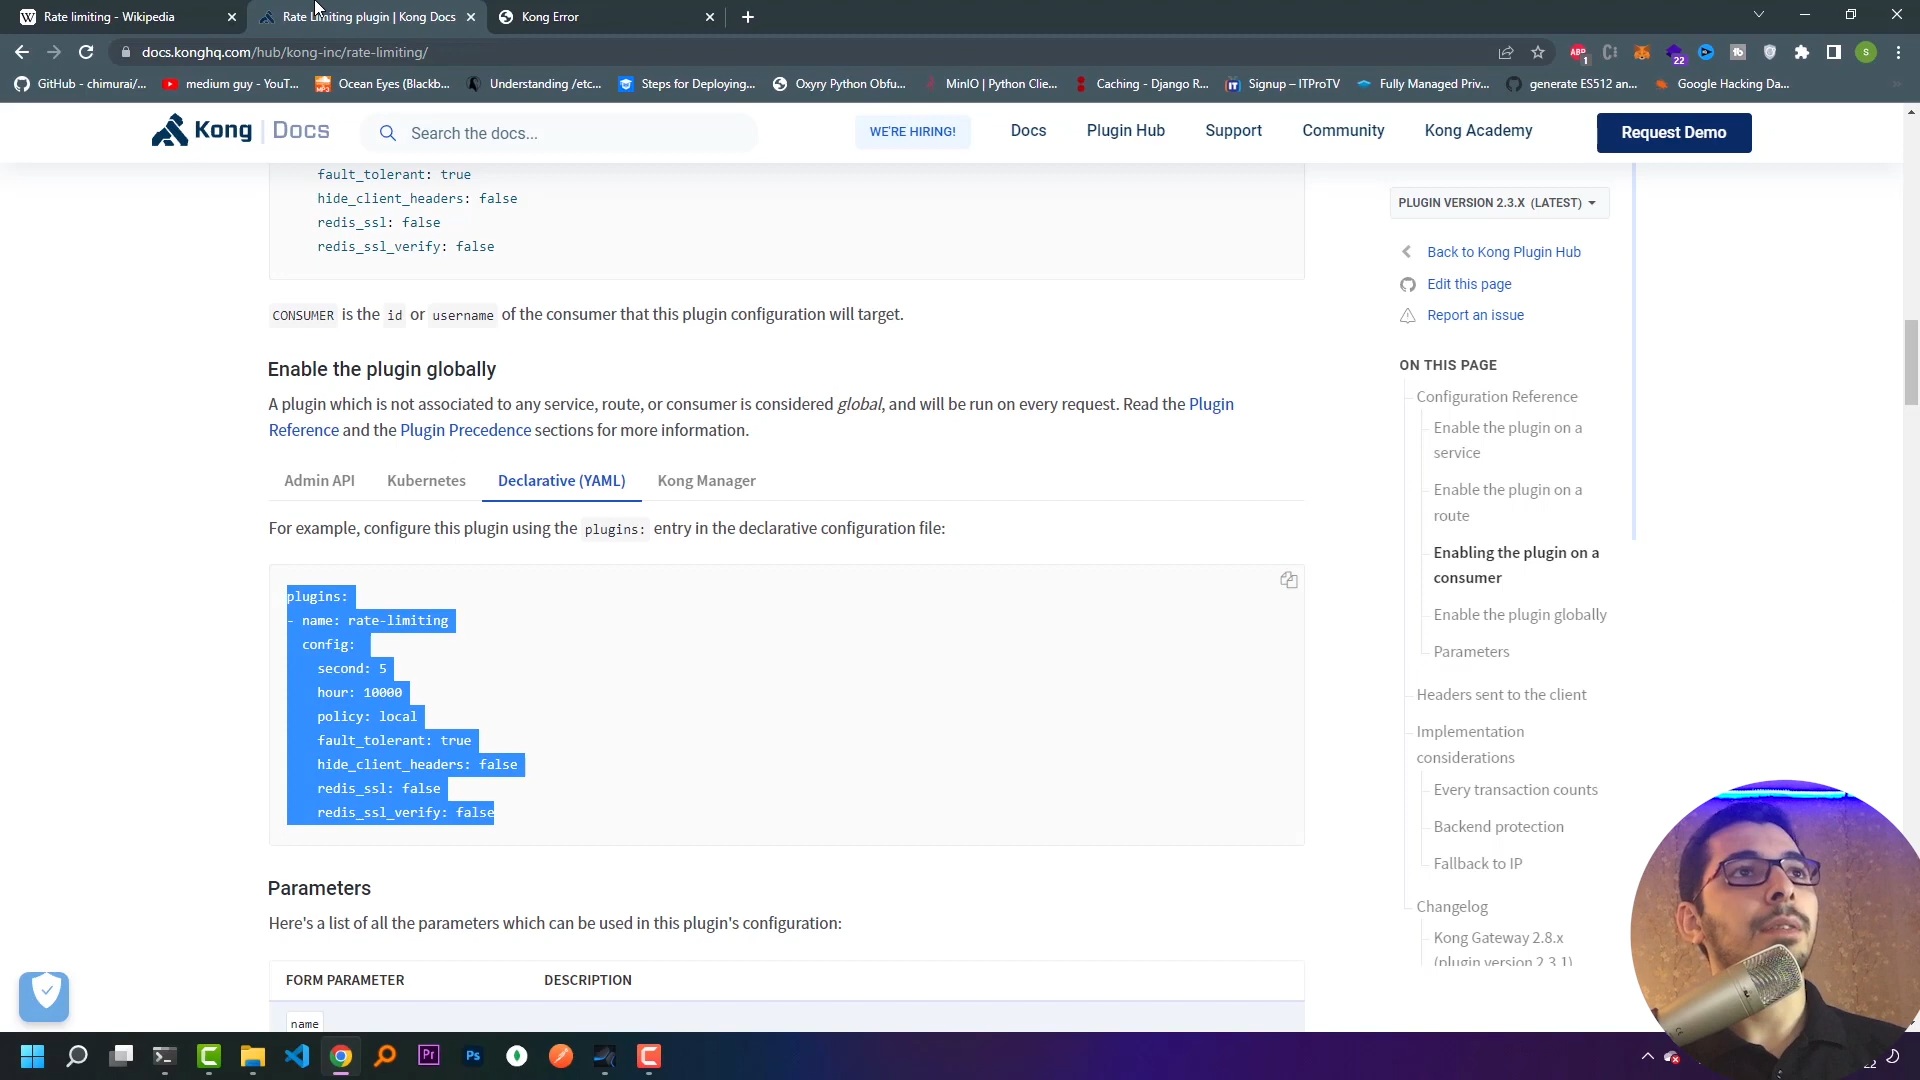 Rate limiting - Wikipedia
Rate Limiting plugin | Kong Docs
Kong Error
docs.konghq.com/hub/kong-inc/rate-limiting/
GitHub - chimurai/...
medium guy - YouT...
Ocean Eyes (Blackb...
Understanding /etc...
Steps for Deploying...
Oxyry Python Obfu...
MinIO | Python Clie...
Caching - Django R...
Signup – ITProTV
Fully Managed Priv...
generate ES512 an...
Google Hacking Da...
Kong | Docs
Search the docs...
WE'RE HIRING!
Docs
Plugin Hub
Support
Community
Kong Academy
Request Demo
fault_tolerant: true
hide_client_headers: false
redis_ssl: false
redis_ssl_verify: false
CONSUMER is the id or username of the consumer that this plugin configuration will target.
Enable the plugin globally
A plugin which is not associated to any service, route, or consumer is considered global, and will be run on every request. Read the Plugin
Reference and the Plugin Precedence sections for more information.
Admin API
Kubernetes
Declarative (YAML)
Kong Manager
For example, configure this plugin using the plugins: entry in the declarative configuration file:
plugins:
- name: rate-limiting
config:
second: 5
hour: 10000
policy: local
fault_tolerant: true
hide_client_headers: false
redis_ssl: false
redis_ssl_verify: false
Parameters
Here's a list of all the parameters which can be used in this plugin's configuration:
FORM PARAMETER
DESCRIPTION
name
PLUGIN VERSION 2.3.X (LATEST)
Back to Kong Plugin Hub
Edit this page
Report an issue
ON THIS PAGE
Configuration Reference
Enable the plugin on a
service
Enable the plugin on a
route
Enabling the plugin on a
consumer
Enable the plugin globally
Parameters
Headers sent to the client
Implementation
considerations
Every transaction counts
Backend protection
Fallback to IP
Changelog
Kong Gateway 2.8.x
(plugin version 2.3.1)